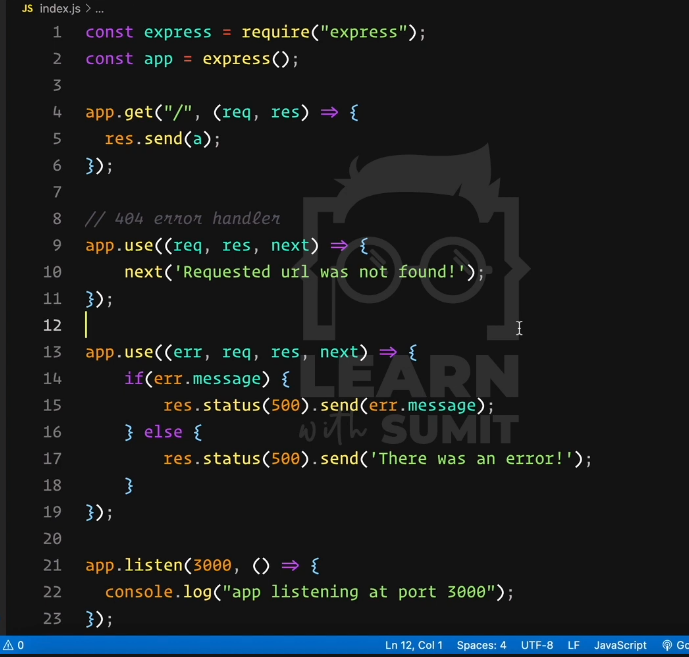 JS index.js > ...
1 const express = require("express");
2 const app = express();
3
4 app.get("/", (req, res) => {
5   res.send(a);
6 });
7
8 // 404 error handler
9 app.use((req, res, next) => {
10     next('Requested url was not found!');
11 });
12
13 app.use((err, req, res, next) => {
14     if(err.message) {
15         res.status(500).send(err.message);
16     } else {
17         res.status(500).send('There was an error!');
18     }
19 });
20
21 app.listen(3000, () => {
22   console.log("app listening at port 3000");
23 });
LEARN
with SUMIT
0 Ln 12, Col 1 Spaces: 4 UTF-8 LF JavaScript Go